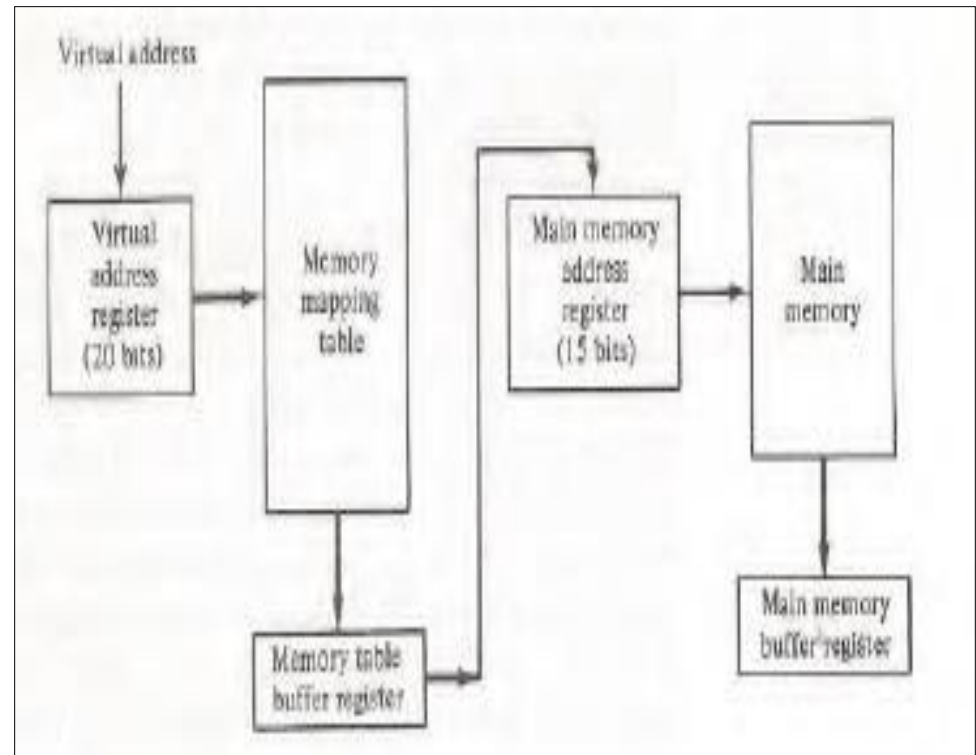 Virtual address
Virtual
address
register
(20 bits)
Memory
mapping
table
Memory table
buffer register
Main memory
address
register
(15 bits)
Main
memory
Main memory
buffer register